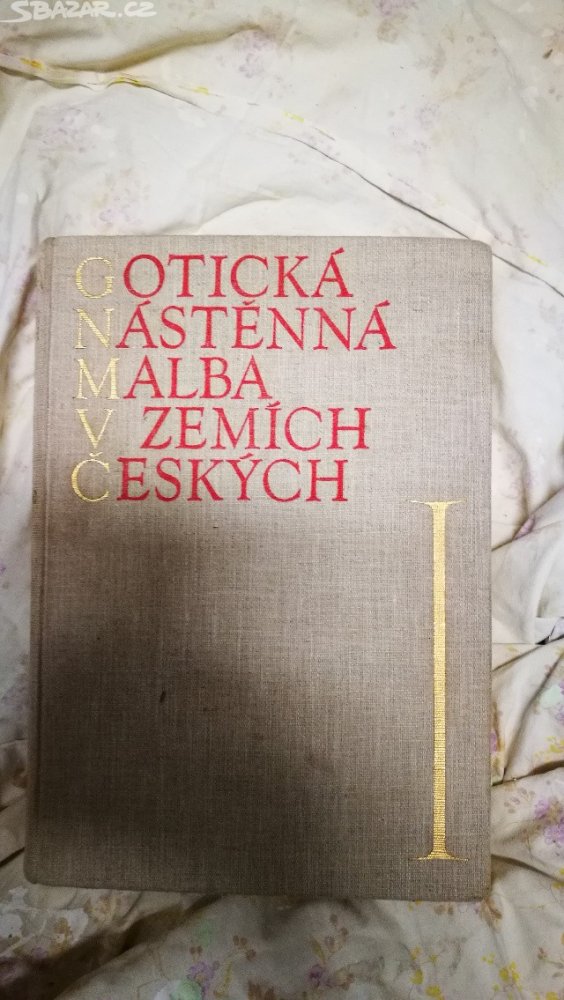 SBAZAR.CZ
GOTICKÁ
NÁSTĚNNÁ
MALBA
V ZEMÍCH
ČESKÝCH
I